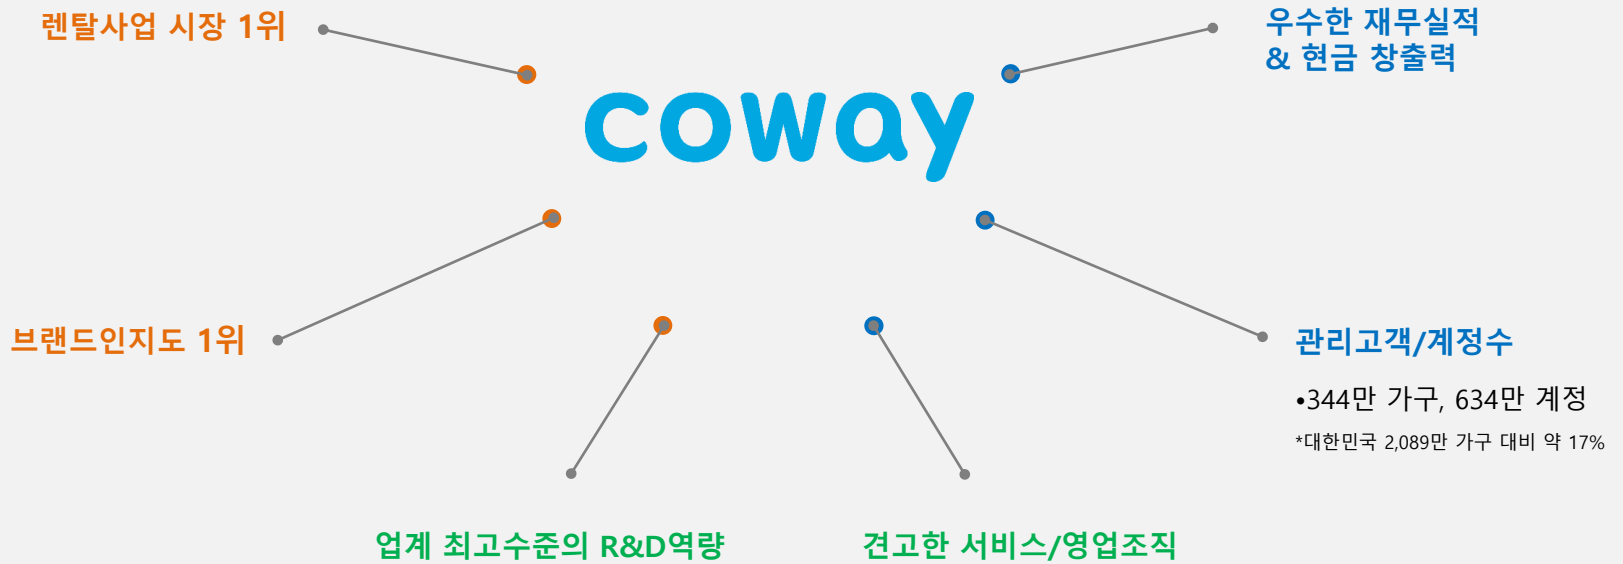 렌탈사업 시장 1위
우수한 재무실적
& 현금 창출력
coway
브랜드인지도 1위
관리고객/계정수
•344만 가구, 634만 계정
*대한민국 2,089만 가구 대비 약 17%
업계 최고수준의 R&D역량
견고한 서비스/영업조직